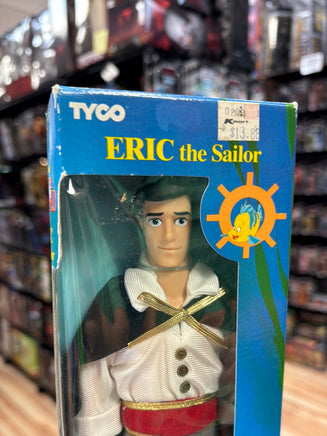 TYCO
Kmart
$13.88
ERIC the Sailor